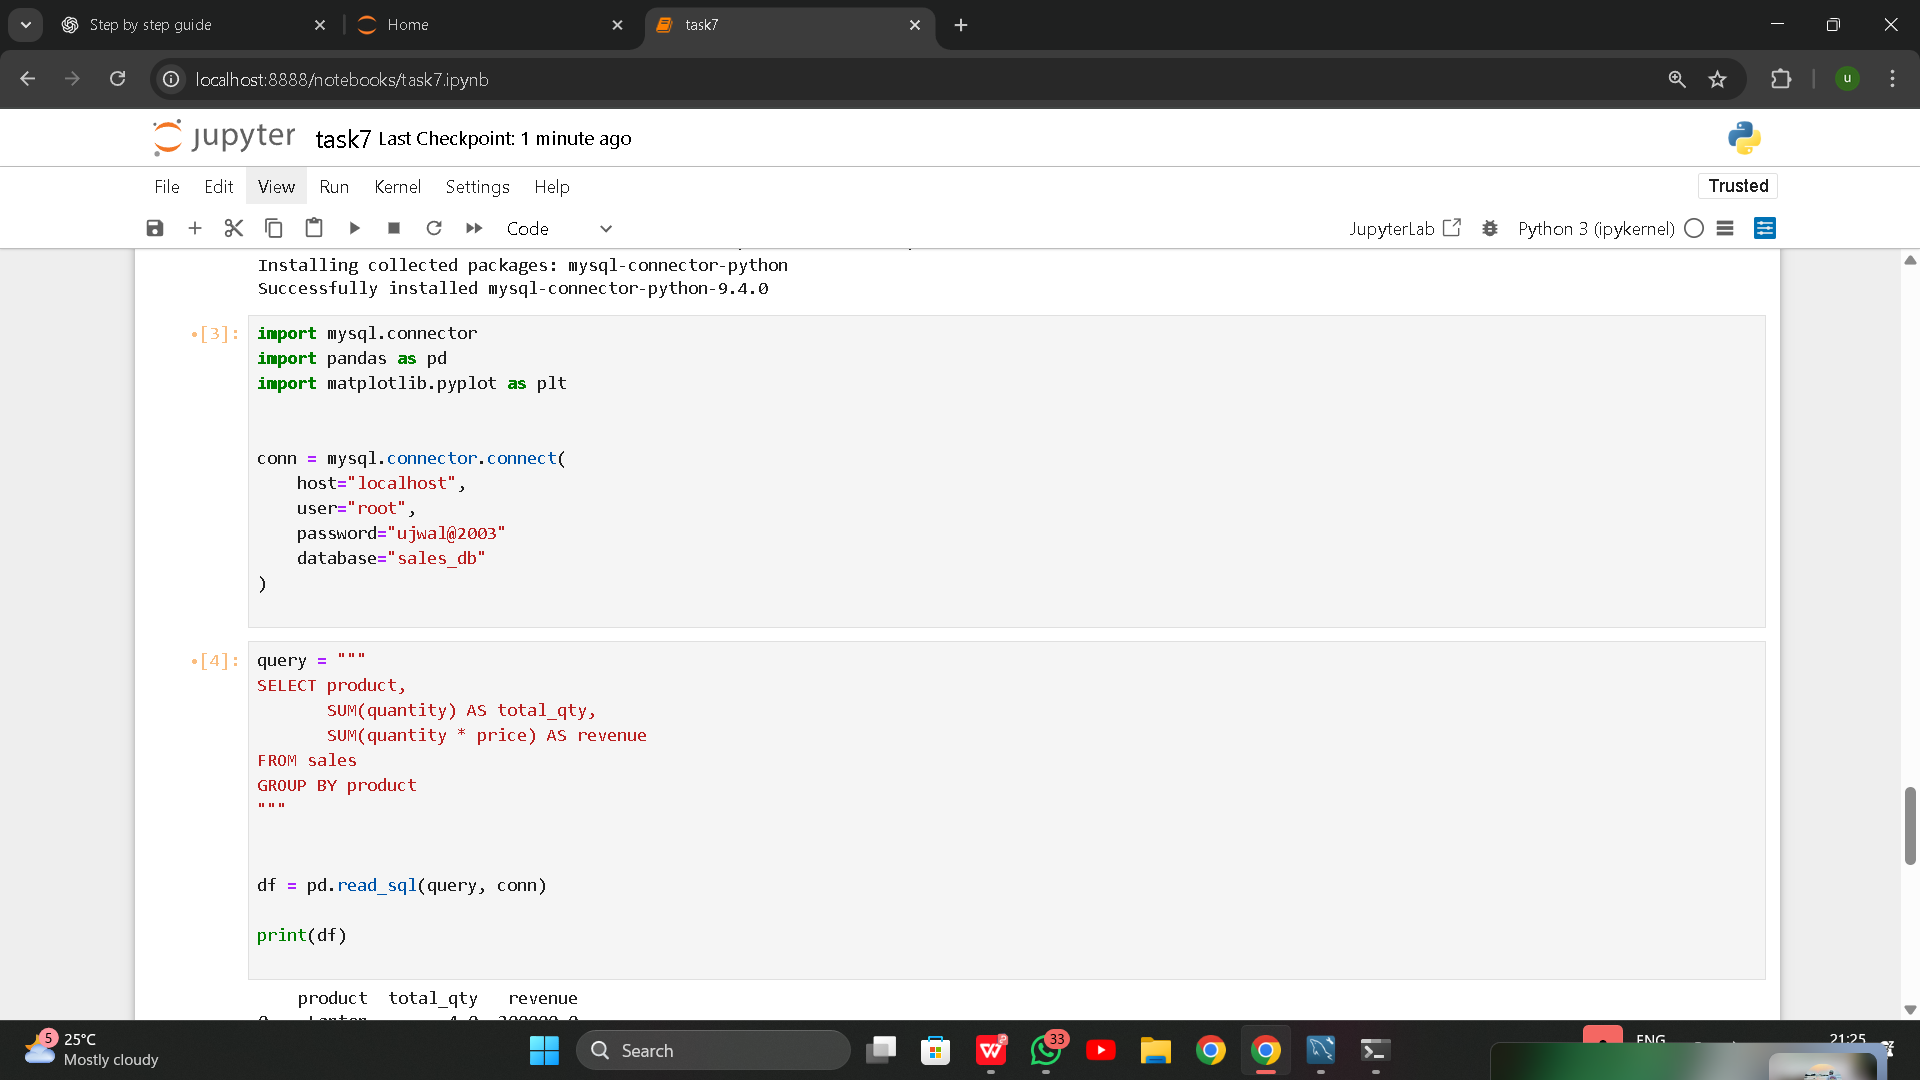 Step by step guide
Home
task7
localhost:8888/notebooks/task7.ipynb
u
jupyter task7 Last Checkpoint: 1 minute ago
File Edit View Run Kernel Settings Help
Trusted
Code
JupyterLab
Python 3 (ipykernel)
Installing collected packages: mysql-connector-python
Successfully installed mysql-connector-python-9.4.0
•[3]:
import mysql.connector
import pandas as pd
import matplotlib.pyplot as plt
conn = mysql.connector.connect(
host="localhost",
user="root",
password="ujwal@2003"
database="sales_db"
)
•[4]:
query = """
SELECT product,
SUM(quantity) AS total_qty,
SUM(quantity * price) AS revenue
FROM sales
GROUP BY product
"""
df = pd.read_sql(query, conn)
print(df)
product total_qty revenue
5
25°C
Mostly cloudy
Search
33
ENG
21:25